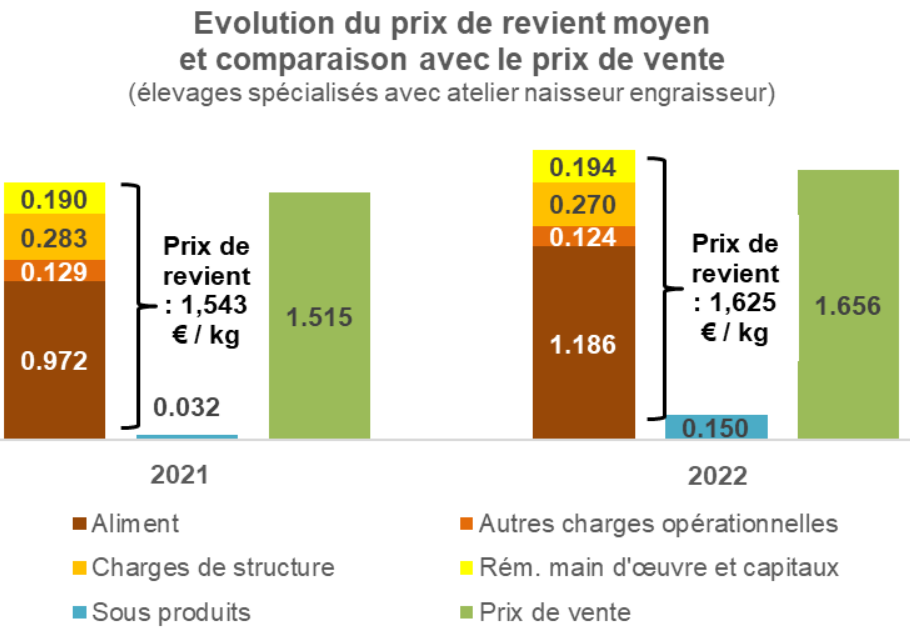 Evolution du prix de revient moyen
et comparaison avec le prix de vente
(élevages spécialisés avec atelier naisseur engraisseur)
0.190
0.283
0.129
0.972
Prix de
revient
: 1,543
€ / kg
0.032
1.515
0.194
0.270
0.124
1.186
Prix de
revient
: 1,625
€ / kg
0.150
1.656
2021
2022
Aliment
Autres charges opérationnelles
Charges de structure
Rém. main d'œuvre et capitaux
Sous produits
Prix de vente